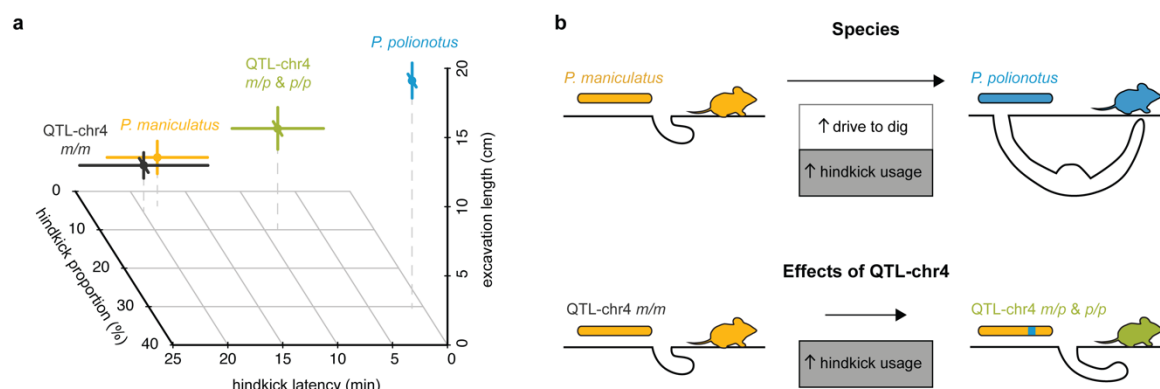 a
P. polionotus
QTL-chr4
m/p & p/p
P. maniculatus
QTL-chr4
m/m
20
15
10
5
0
excavation length (cm)
0
10
20
30
40
hindkick proportion (%)
25
20
15
10
5
0
hindkick latency (min)
b
Species
P. maniculatus
P. polionotus
↑ drive to dig
↑ hindkick usage
Effects of QTL-chr4
QTL-chr4 m/m
QTL-chr4 m/p & p/p
↑ hindkick usage